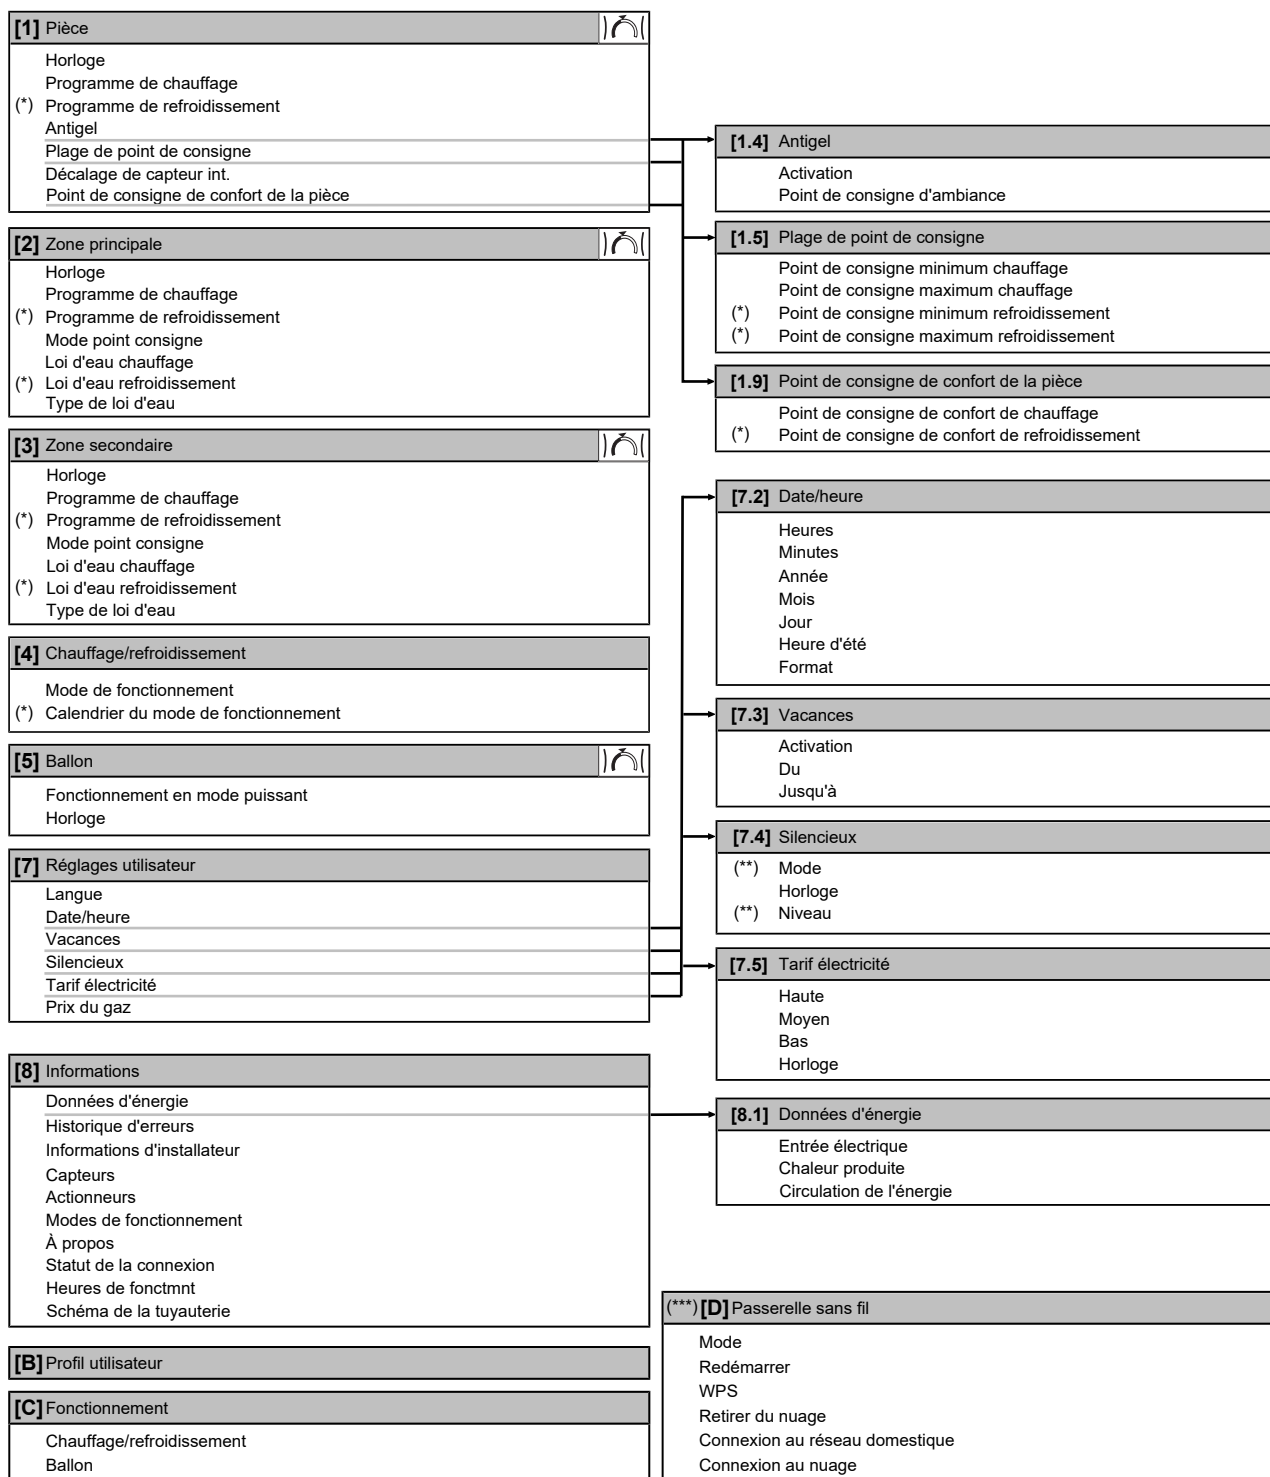 [1] Pièce
Horloge
Programme de chauffage
(*) Programme de refroidissement
Antigel
Plage de point de consigne
Décalage de capteur int.
Point de consigne de confort de la pièce
[2] Zone principale
Horloge
Programme de chauffage
(*) Programme de refroidissement
Mode point consigne
Loi d'eau chauffage
(*) Loi d'eau refroidissement
Type de loi d'eau
[3] Zone secondaire
Horloge
Programme de chauffage
(*) Programme de refroidissement
Mode point consigne
Loi d'eau chauffage
(*) Loi d'eau refroidissement
Type de loi d'eau
[4] Chauffage/refroidissement
Mode de fonctionnement
(*) Calendrier du mode de fonctionnement
[5] Ballon
Fonctionnement en mode puissant
Horloge
[7] Réglages utilisateur
Langue
Date/heure
Vacances
Silencieux
Tarif électricité
Prix du gaz
[8] Informations
Données d'énergie
Historique d'erreurs
Informations d'installateur
Capteurs
Actionneurs
Modes de fonctionnement
À propos
Statut de la connexion
Heures de fonctmnt
Schéma de la tuyauterie
[B] Profil utilisateur
[C] Fonctionnement
Chauffage/refroidissement
Ballon
[1.4] Antigel
Activation
Point de consigne d'ambiance
[1.5] Plage de point de consigne
Point de consigne minimum chauffage
Point de consigne maximum chauffage
(*) Point de consigne minimum refroidissement
(*) Point de consigne maximum refroidissement
[1.9] Point de consigne de confort de la pièce
Point de consigne de confort de chauffage
(*) Point de consigne de confort de refroidissement
[7.2] Date/heure
Heures
Minutes
Année
Mois
Jour
Heure d'été
Format
[7.3] Vacances
Activation
Du
Jusqu'à
[7.4] Silencieux
(**) Mode
Horloge
(**) Niveau
[7.5] Tarif électricité
Haute
Moyen
Bas
Horloge
[8.1] Données d'énergie
Entrée électrique
Chaleur produite
Circulation de l'énergie
(***) [D] Passerelle sans fil
Mode
Redémarrer
WPS
Retirer du nuage
Connexion au réseau domestique
Connexion au nuage